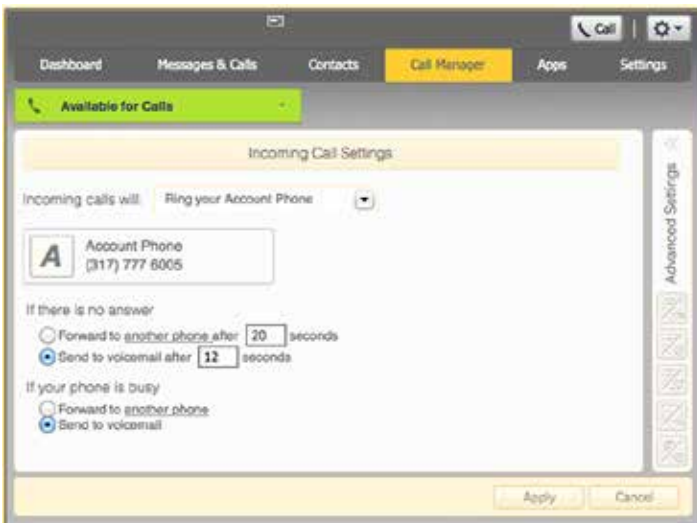 Call
Dashboard Messages & Calls Contacts Call Manager Apps Settings
Available for Calls
Incoming Call Settings
Incoming calls will: Ring your Account Phone
A Account Phone
(317) 777 6005
If there is no answer
Forward to another phone after 20 seconds
Send to voicemail after 12 seconds
If your phone is busy
Forward to another phone
Send to voicemail
Advanced Settings
Apply Cancel